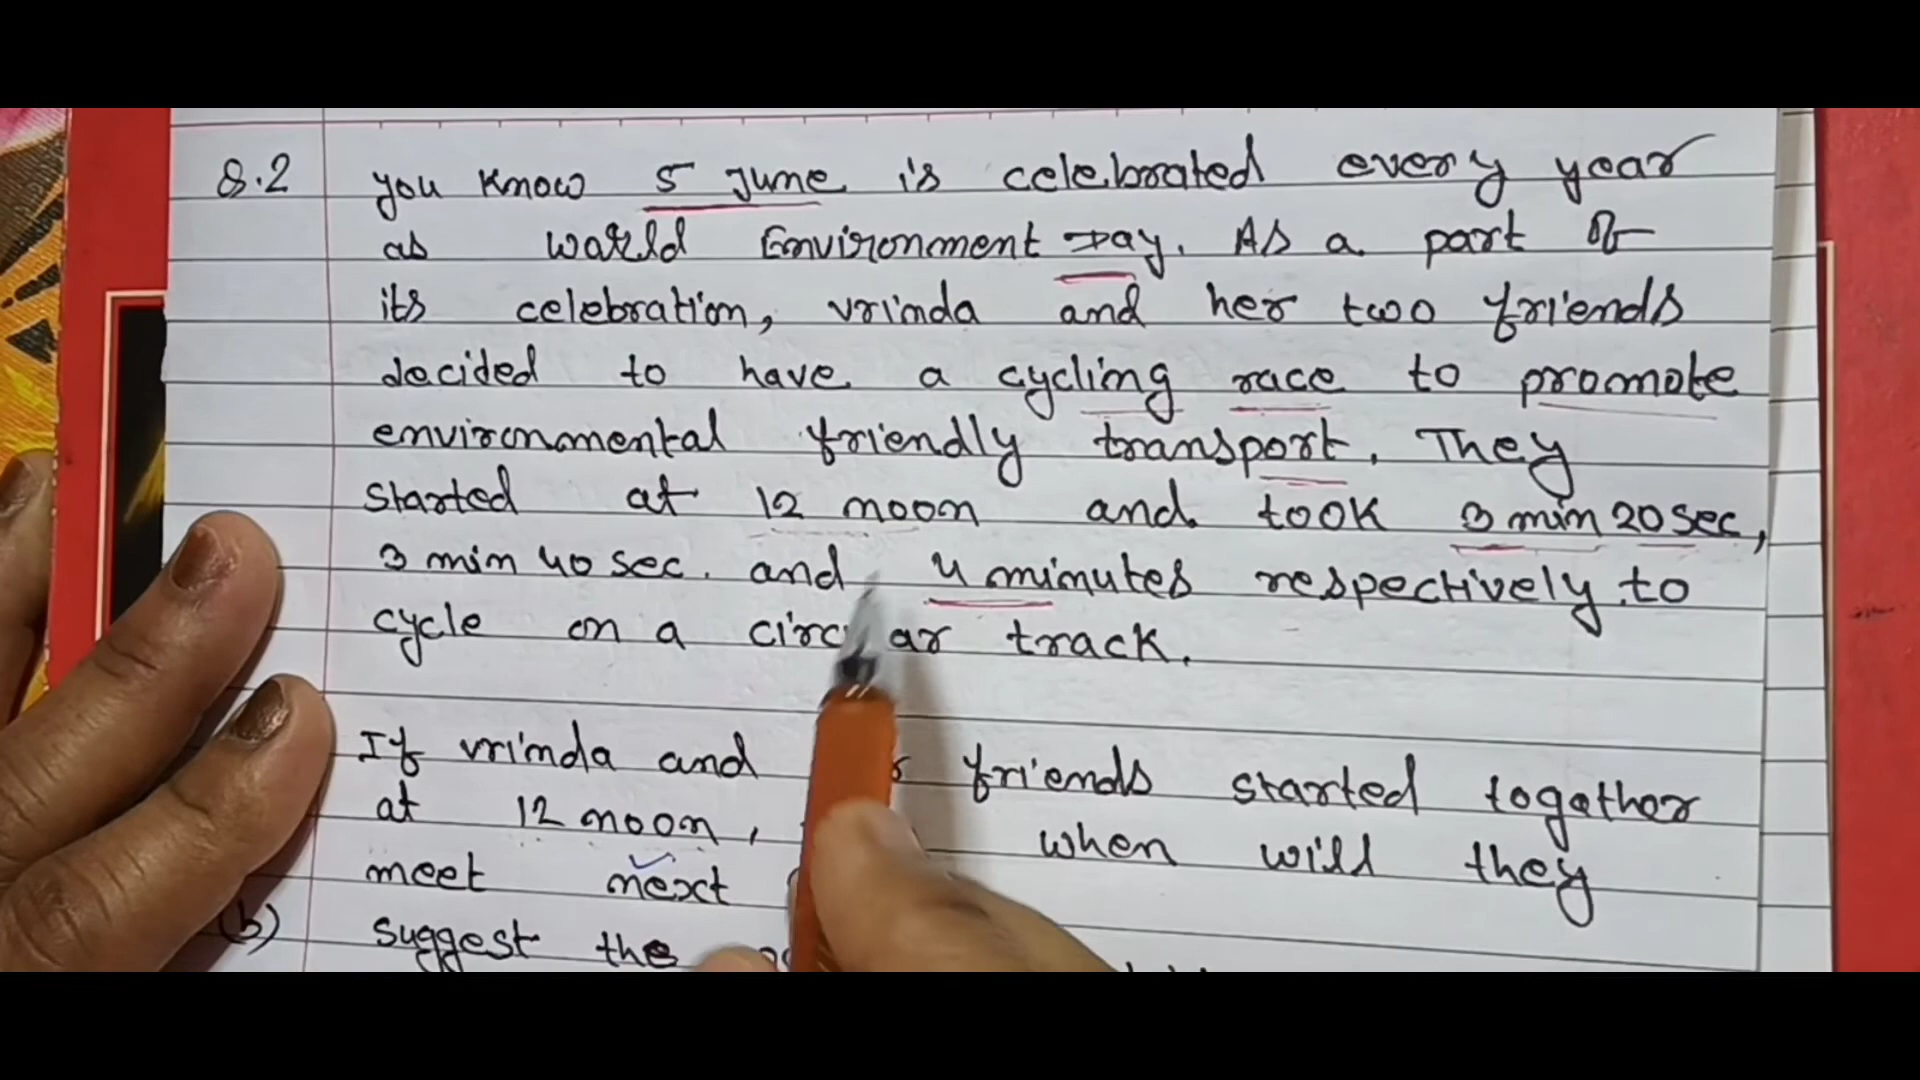 Q.2 you know 5 June is celebrated every year
as world Environment Day. As a part of
its celebration, vrinda and her two friends
decided to have a cycling race to promote
environmental friendly transport. They
started at 12 noon and took 3 min 20 sec,
3 min 40 sec. and 4 minutes respectively to
cycle on a circular track.
If vrinda and friends started togather
at 12 noon, when will they
meet next
(b) suggest the